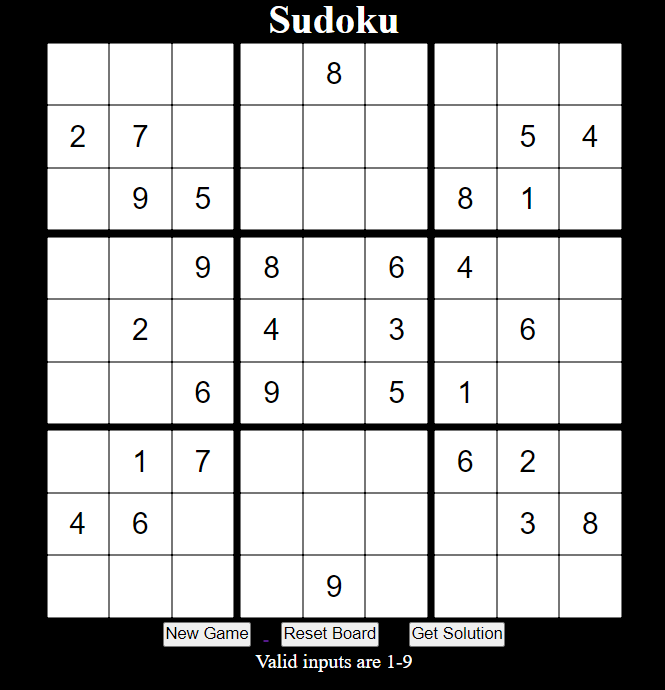 Sudoku
8
2 7 5 4
9 5 8 1
9 8 6 4
2 4 3 6
6 9 5 1
1 7 6 2
4 6 3 8
9
New Game - Reset Board Get Solution
Valid inputs are 1-9